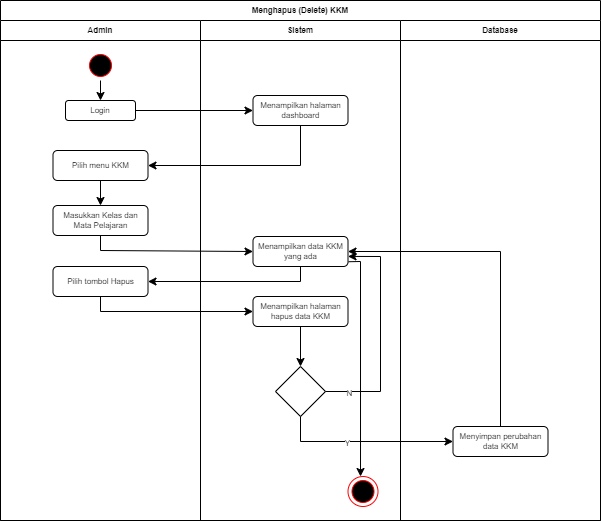 Menghapus (Delete) KKM
Admin
Sistem
Database
Login
Menampilkan halaman
dashboard
Pilih menu KKM
Masukkan Kelas dan
Mata Pelajaran
Menampilkan data KKM
yang ada
Pilih tombol Hapus
Menampilkan halaman
hapus data KKM
N
Y
Menyimpan perubahan
data KKM